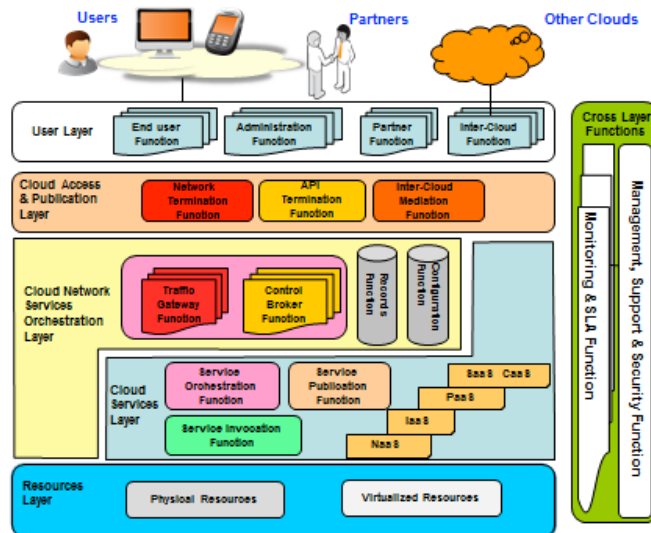 Users
Partners
Other Clouds
User Layer
End user
Function
Administration
Function
Partner
Function
Inter-Cloud
Function
Cross Layer
Functions
Cloud Access
& Publication
Layer
Network
Termination
Function
API
Termination
Function
Inter-Cloud
Mediation
Function
Monitoring & SLA Function
Management, Support & Security Function
Cloud Network
Services
Orchestration
Layer
Traffic
Gateway
Function
Control
Broker
Function
Records
Function
Configuration
Function
Cloud
Services
Layer
Service
Orchestration
Function
Service
Publication
Function
Service Invocation
Function
SaaS CaaS
PaaS
IaaS
NaaS
Resources
Layer
Physical Resources
Virtualized Resources